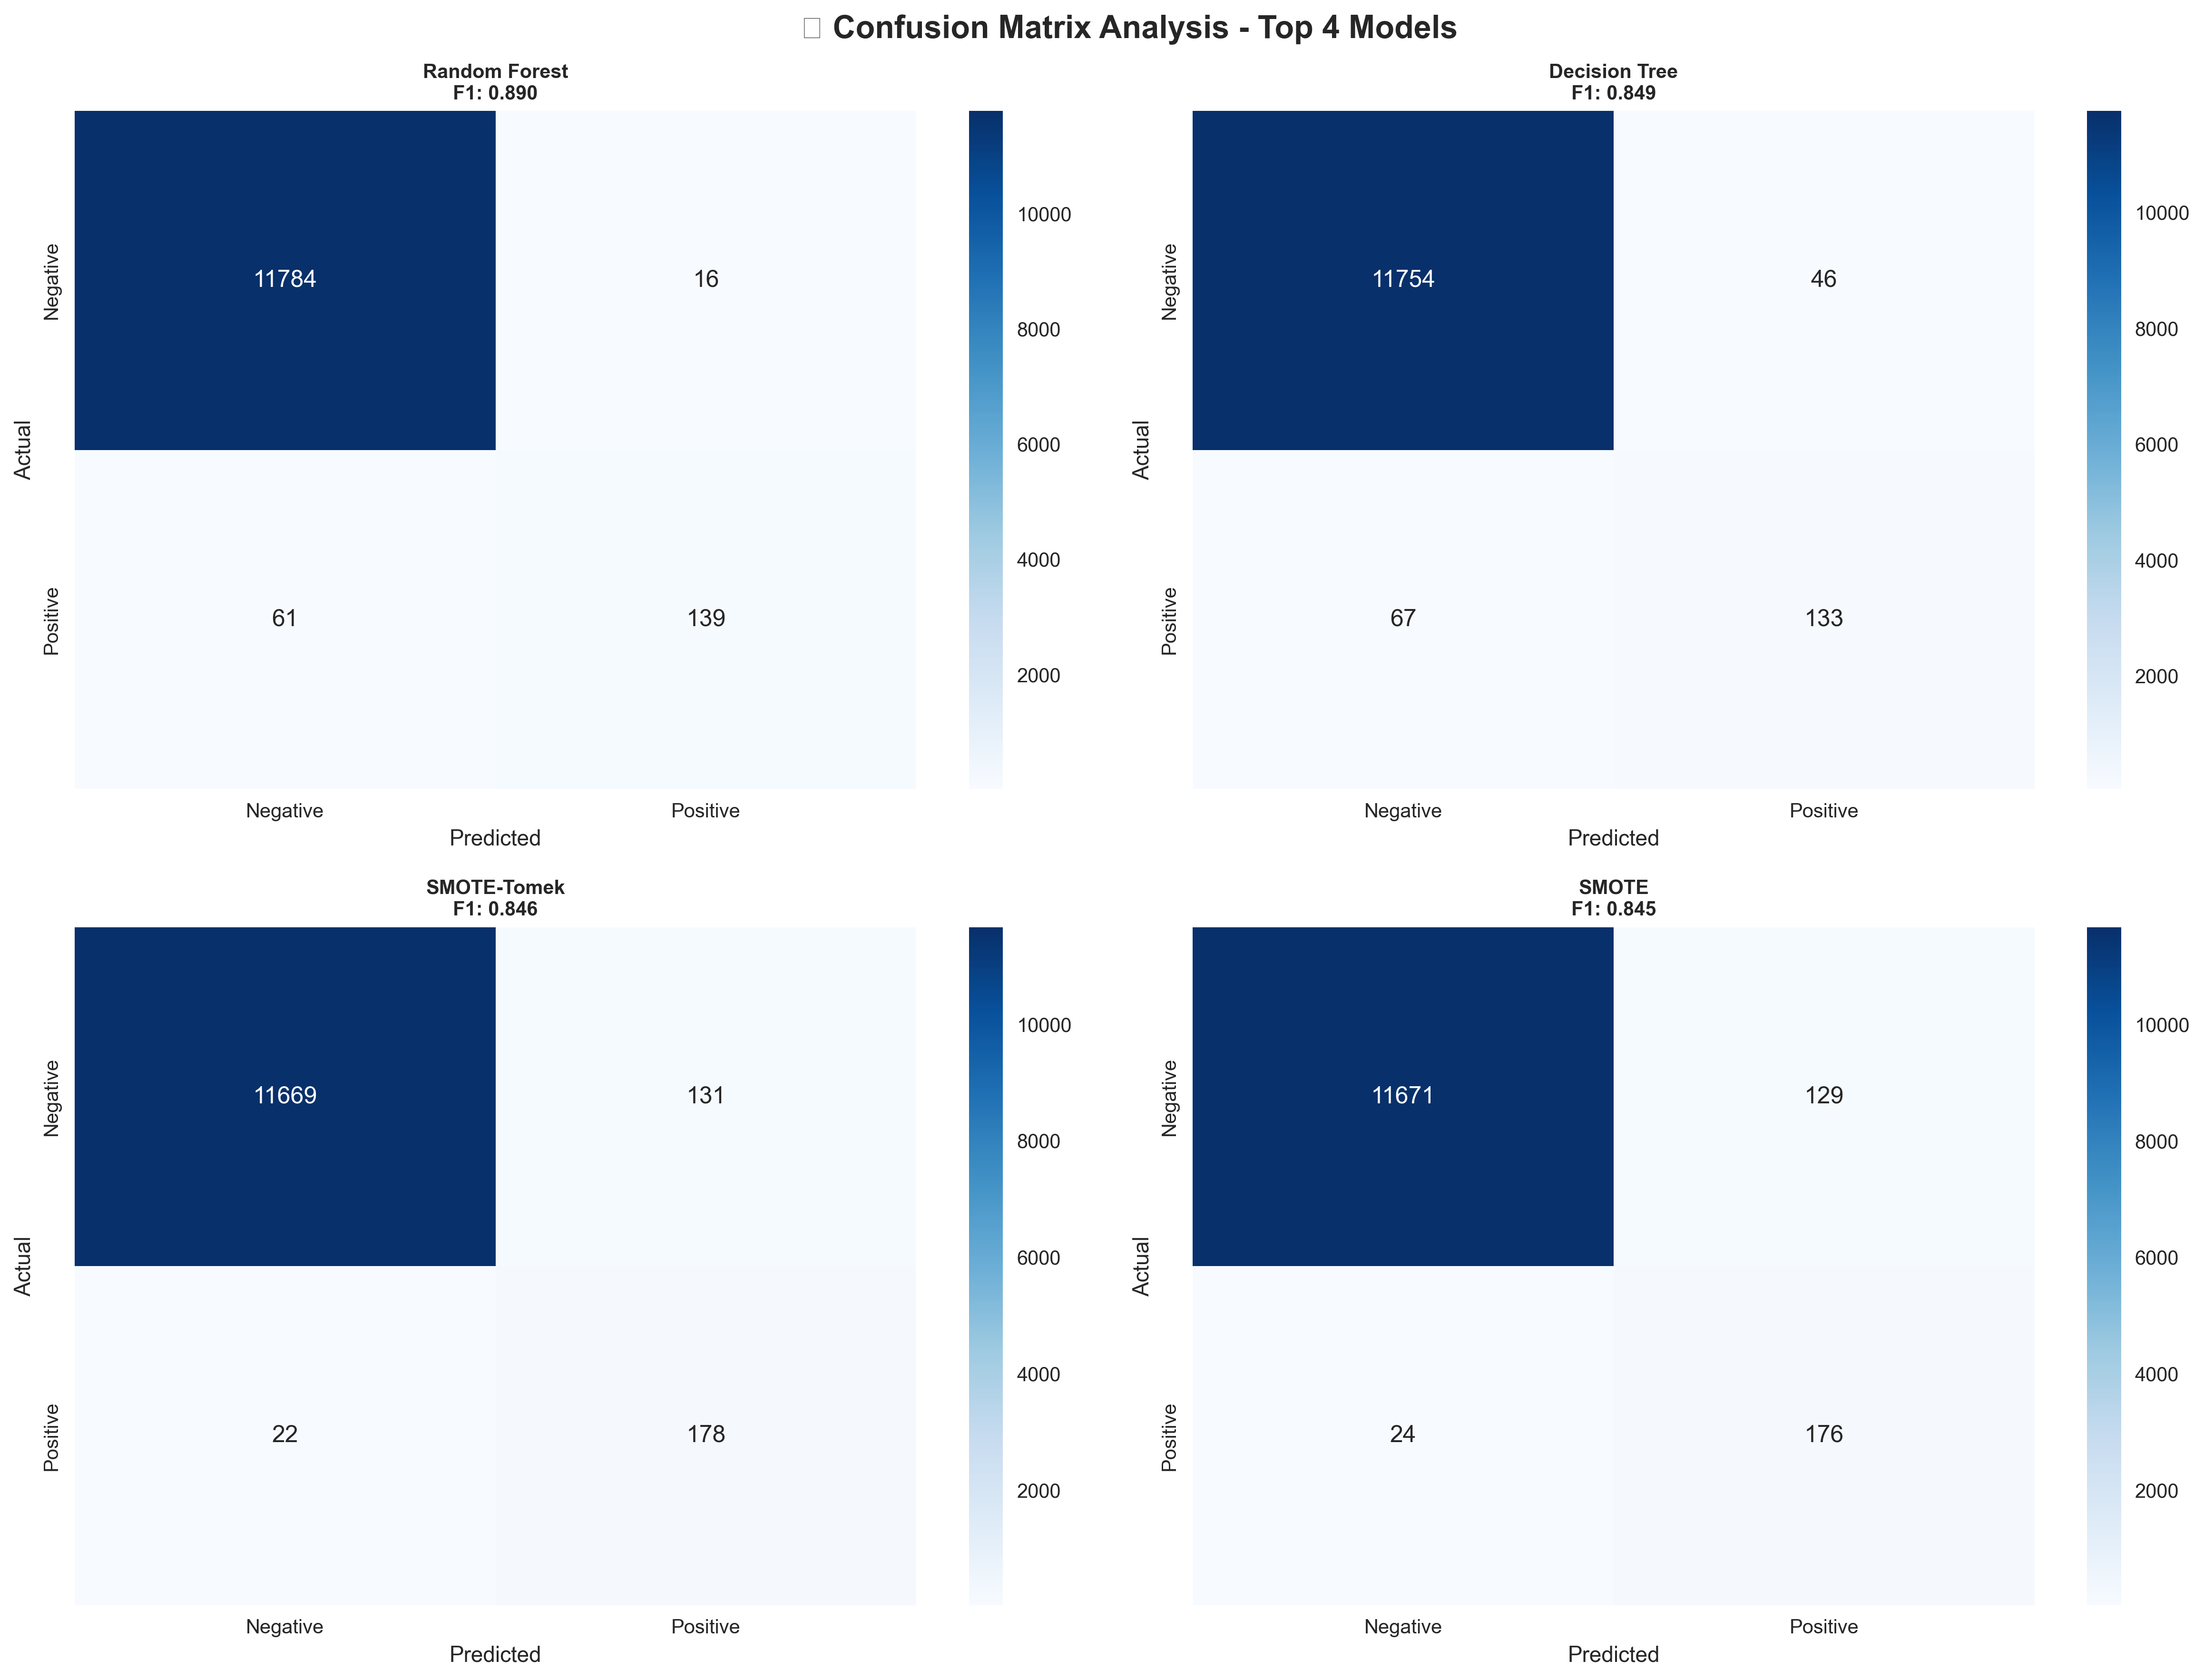 Confusion Matrix Analysis - Top 4 Models
Random Forest
F1: 0.890
Actual
Negative
Positive
11784
16
61
139
Negative
Positive
Predicted
10000
8000
6000
4000
2000
Decision Tree
F1: 0.849
Actual
Negative
Positive
11754
46
67
133
Negative
Positive
Predicted
10000
8000
6000
4000
2000
SMOTE-Tomek
F1: 0.846
Actual
Negative
Positive
11669
131
22
178
Negative
Positive
Predicted
10000
8000
6000
4000
2000
SMOTE
F1: 0.845
Actual
Negative
Positive
11671
129
24
176
Negative
Positive
Predicted
10000
8000
6000
4000
2000